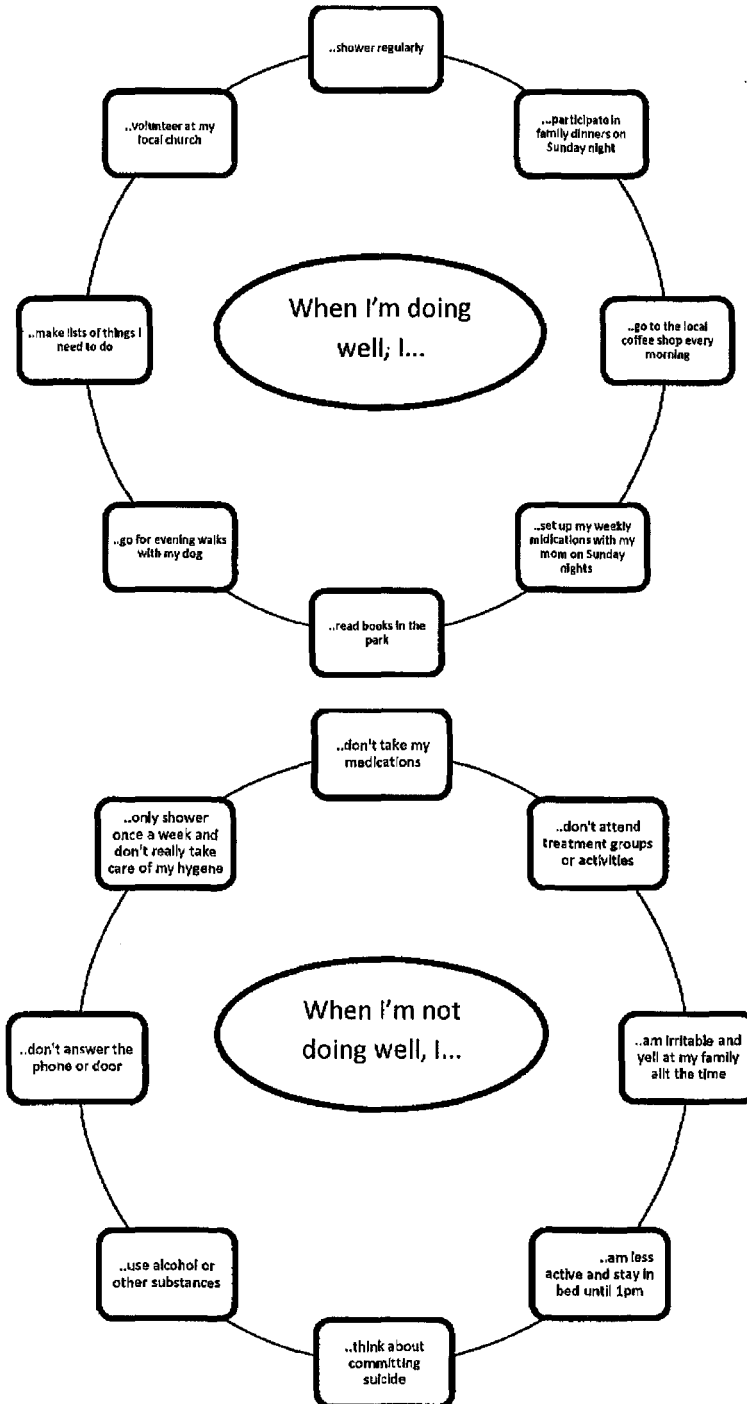 ..shower regularly
...participate in
family dinners on
Sunday night
..go to the local
coffee shop every
morning
..set up my weekly
midications with my
mom on Sunday
nights
..read books in the
park
..go for evening walks
with my dog
..make lists of things I
need to do
..volunteer at my
local church
When I'm doing
well, I...
..don't take my
medications
..don't attend
treatment groups
or activities
..am irritable and
yell at my family
allt the time
..am less
active and stay in
bed until 1pm
..think about
committing
suicide
..use alcohol or
other substances
..don't answer the
phone or door
..only shower
once a week and
don't really take
care of my hygene
When I'm not
doing well, I...